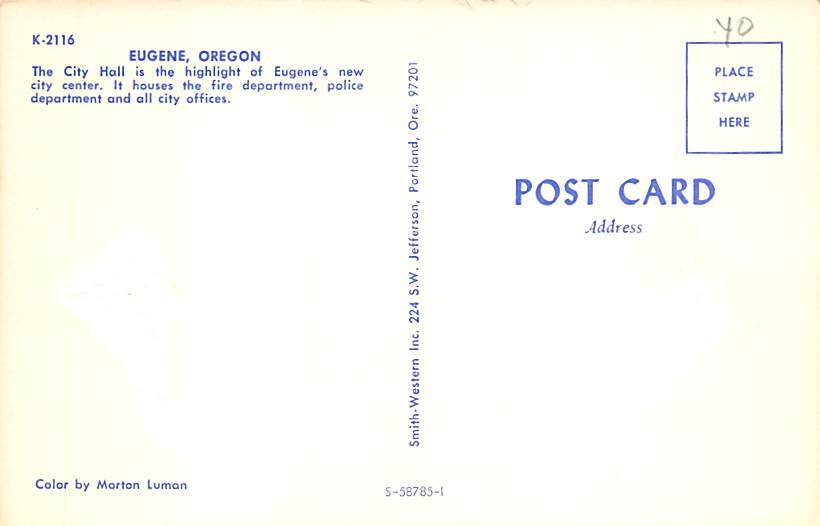 K-2116
EUGENE, OREGON
The City Hall is the highlight of Eugene's new
city center. It houses the fire department, police
department and all city offices.
Color by Morton Luman
Smith-Western Inc. 224 S.W. Jefferson, Portland, Ore. 97201
S-58785-1
40
PLACE
STAMP
HERE
POST CARD
Address